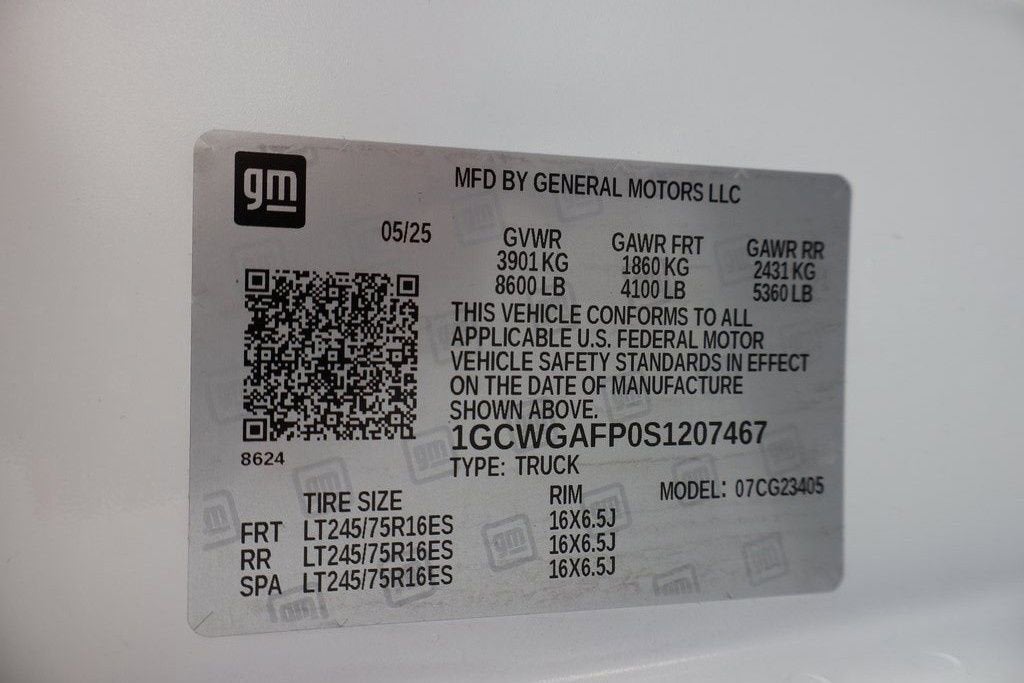 gm
MFD BY GENERAL MOTORS LLC
05/25
GVWR GAWR FRT GAWR RR
3901 KG 1860 KG 2431 KG
8600 LB 4100 LB 5360 LB
THIS VEHICLE CONFORMS TO ALL
APPLICABLE U.S. FEDERAL MOTOR
VEHICLE SAFETY STANDARDS IN EFFECT
ON THE DATE OF MANUFACTURE
SHOWN ABOVE.
1GCWGAFP0S1207467
8624
TYPE: TRUCK
MODEL: 07CG23405
TIRE SIZE RIM
FRT LT245/75R16ES 16X6.5J
RR LT245/75R16ES 16X6.5J
SPA LT245/75R16ES 16X6.5J